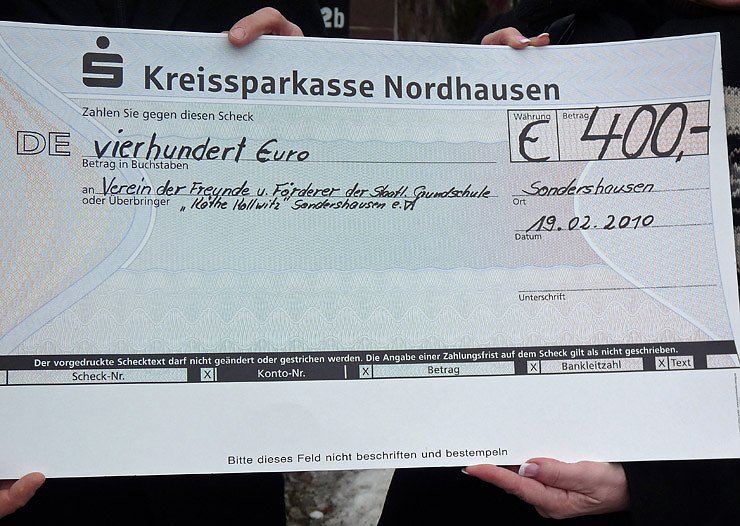 2b
Kreissparkasse Nordhausen
Zahlen Sie gegen diesen Scheck
Währung
Betrag
DE
vierhundert Euro
€
400,-
Betrag in Buchstaben
an Verein der Freunde u. Förderer der Staatl. Grundschule
Sondershausen
oder Überbringer "Käthe Kollwitz" Sondershausen e.V.
Ort
19.02.2010
Datum
Unterschrift
Der vorgedruckte Schecktext darf nicht geändert oder gestrichen werden. Die Angabe einer Zahlungsfrist auf dem Scheck gilt als nicht geschrieben.
Scheck-Nr. X Konto-Nr. X Betrag X Bankleitzahl X Text
Bitte dieses Feld nicht beschriften und bestempeln